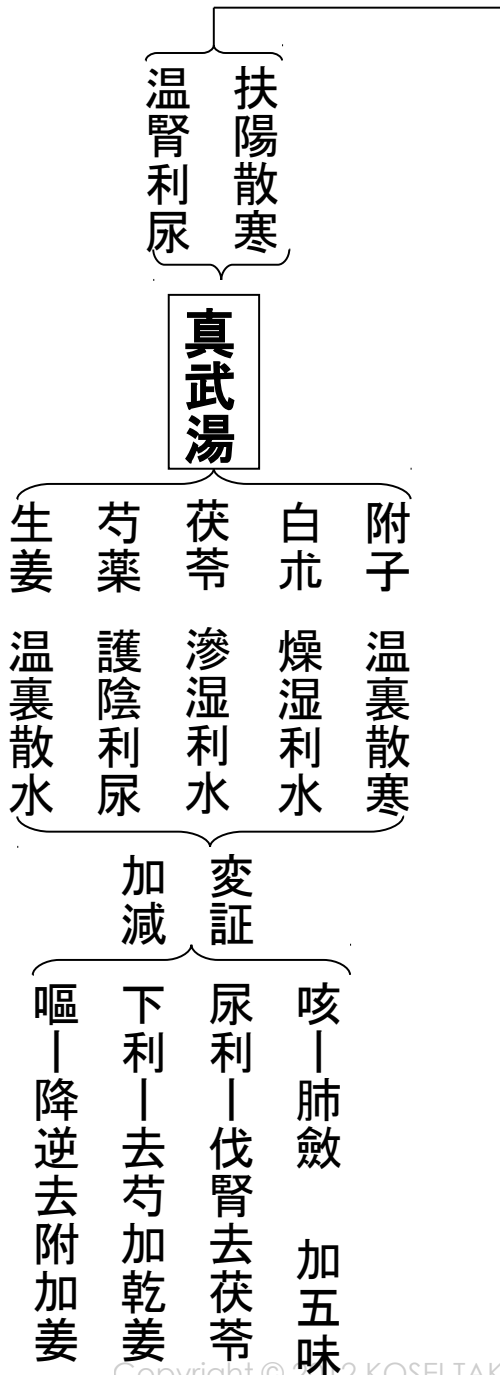 扶陽散寒
温腎利尿
真武湯
附子　温裏散寒
白朮　燥湿利水
茯苓　滲湿利水
芍薬　護陰利尿
生姜　温裏散水
変証
加減
咳ー肺斂　加五味
尿利ー伐腎去茯苓
下利ー去芍加乾姜
嘔ー降逆去附加姜